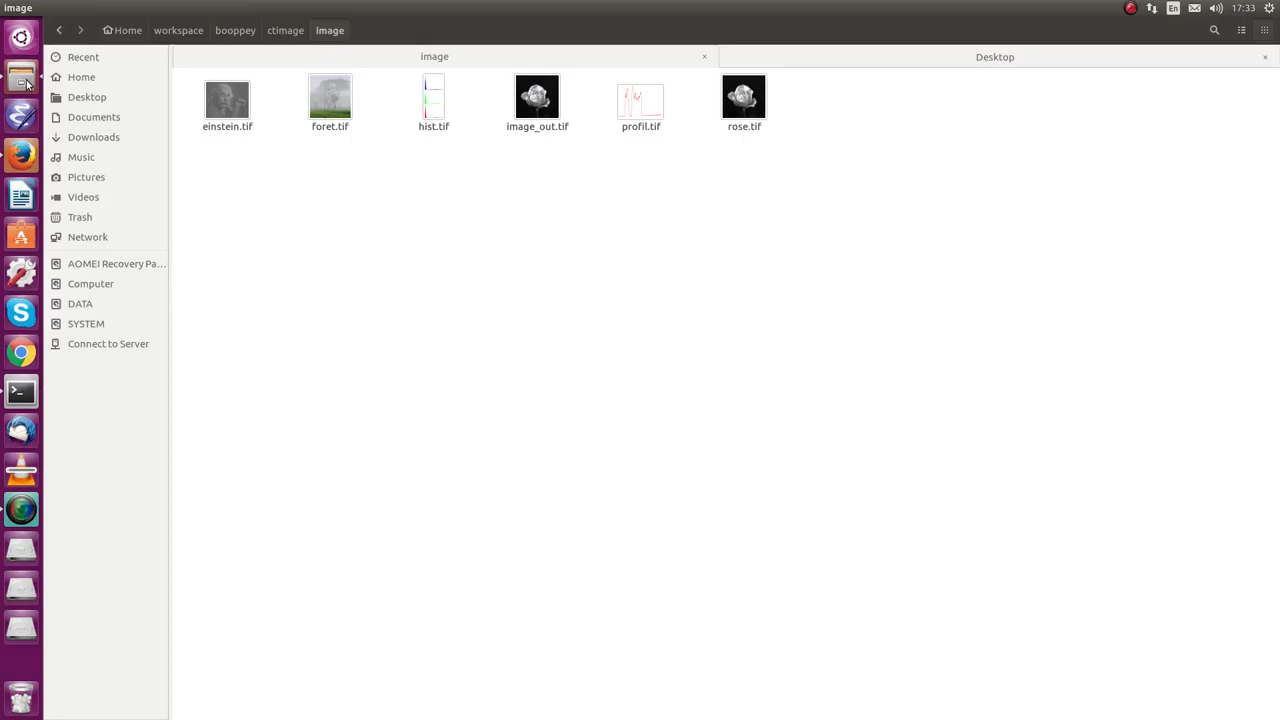 image
En
17:33
Home
workspace
booppey
ctimage
image
image
Desktop
Recent
Home
Desktop
Documents
Downloads
Music
Pictures
Videos
Trash
Network
AOMEI Recovery Pa...
Computer
DATA
SYSTEM
Connect to Server
einstein.tif
foret.tif
hist.tif
image_out.tif
profil.tif
rose.tif